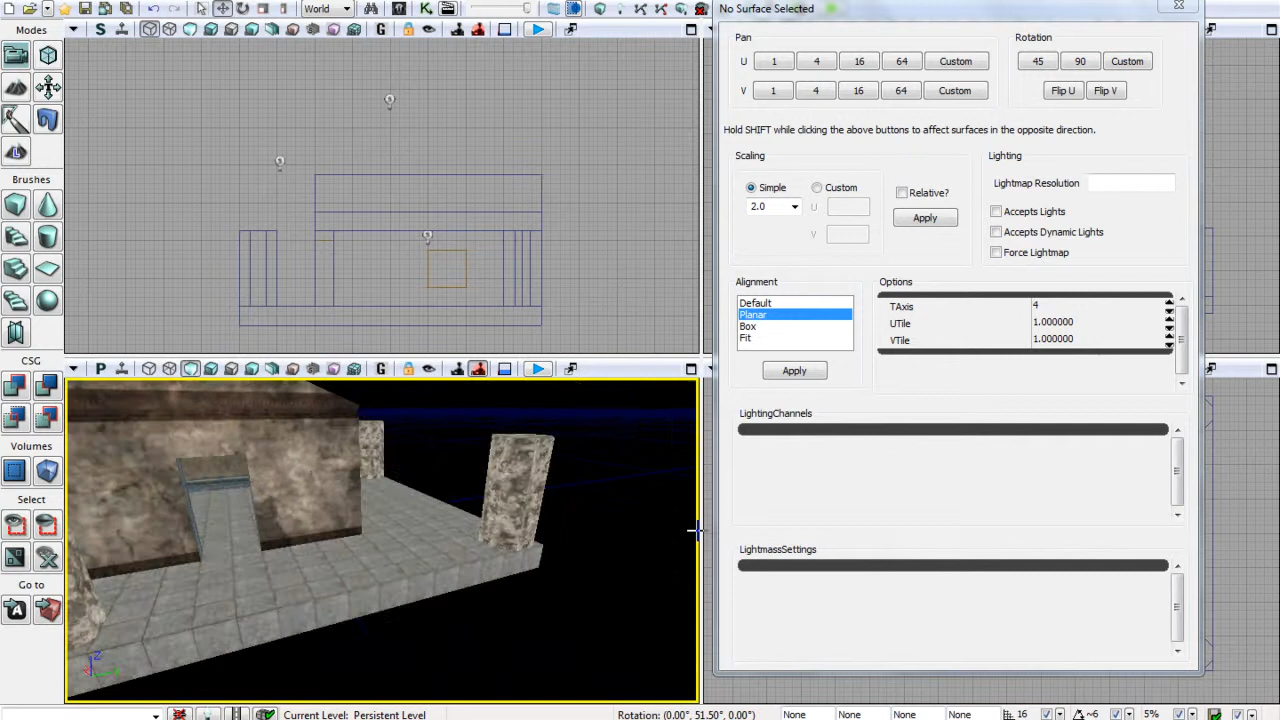 World
No Surface Selected
Modes
S
G
Pan
Rotation
U 1 4 16 64 Custom
45 90 Custom
V 1 4 16 64 Custom
Flip U Flip V
Hold SHIFT while clicking the above buttons to affect surfaces in the opposite direction.
Scaling
Lighting
Simple
Custom
Relative?
Lightmap Resolution
2.0
U
Apply
Accepts Lights
V
Accepts Dynamic Lights
Force Lightmap
Brushes
Alignment
Options
Default
Planar
Box
Fit
TAxis 4
UTile 1.000000
VTile 1.000000
Apply
CSG
P
G
LightingChannels
Volumes
Select
LightmassSettings
Go to
Z
Current Level: Persistent Level
Rotation: (0.00°, 51.50°, 0.00°)
None None None None
16
~6
5%